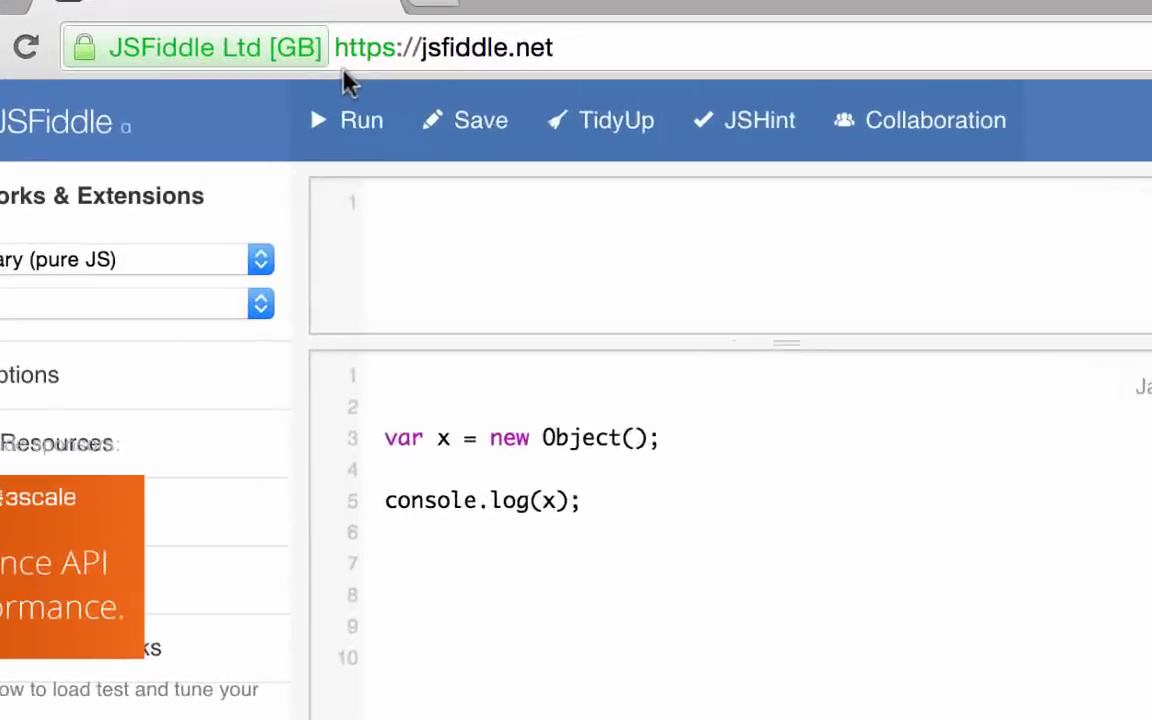 JSFiddle Ltd [GB] https://jsfiddle.net
JSFiddle α
Run Save TidyUp JSHint Collaboration
orks & Extensions
ary (pure JS)
ptions
Resources
3scale
nce API
ormance.
ks
ow to load test and tune your
1
1
2
3 var x = new Object();
4
5 console.log(x);
6
7
8
9
10
Ja